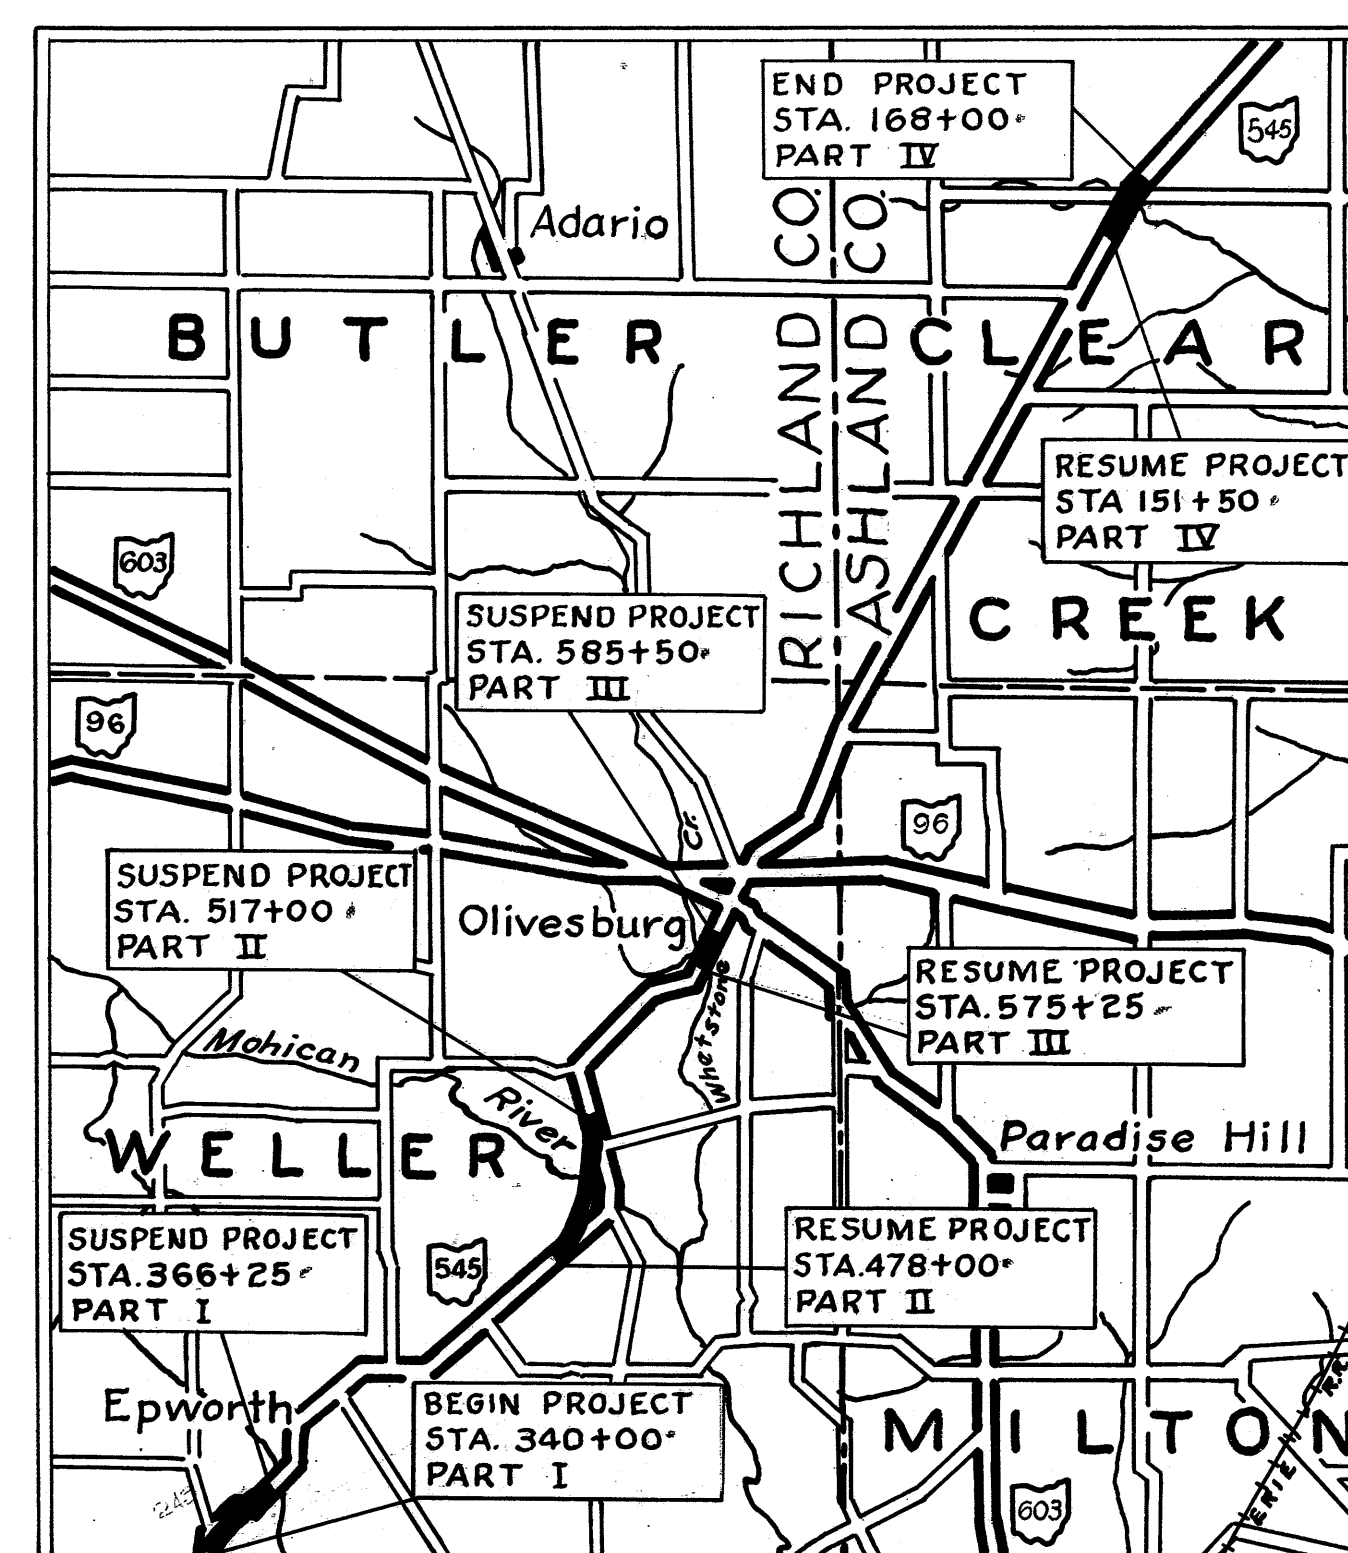 END PROJECT
STA. 168+00
PART IV
545
Adario
RICHLAND CO.
ASHLAND CO.
BUTLER
CLEAR
RESUME PROJECT
STA 151+50
PART IV
603
CREEK
SUSPEND PROJECT
STA. 585+50
PART III
96
Cr.
96
SUSPEND PROJECT
STA. 517+00
PART II
Olivesburg
Whetstone
RESUME PROJECT
STA. 575+25
PART III
Mohican
River
Paradise Hill
WELLER
SUSPEND PROJECT
STA. 366+25
PART I
545
RESUME PROJECT
STA. 478+00
PART II
Epworth
BEGIN PROJECT
STA. 340+00
PART I
MILTON
R.R.
ERIE
603